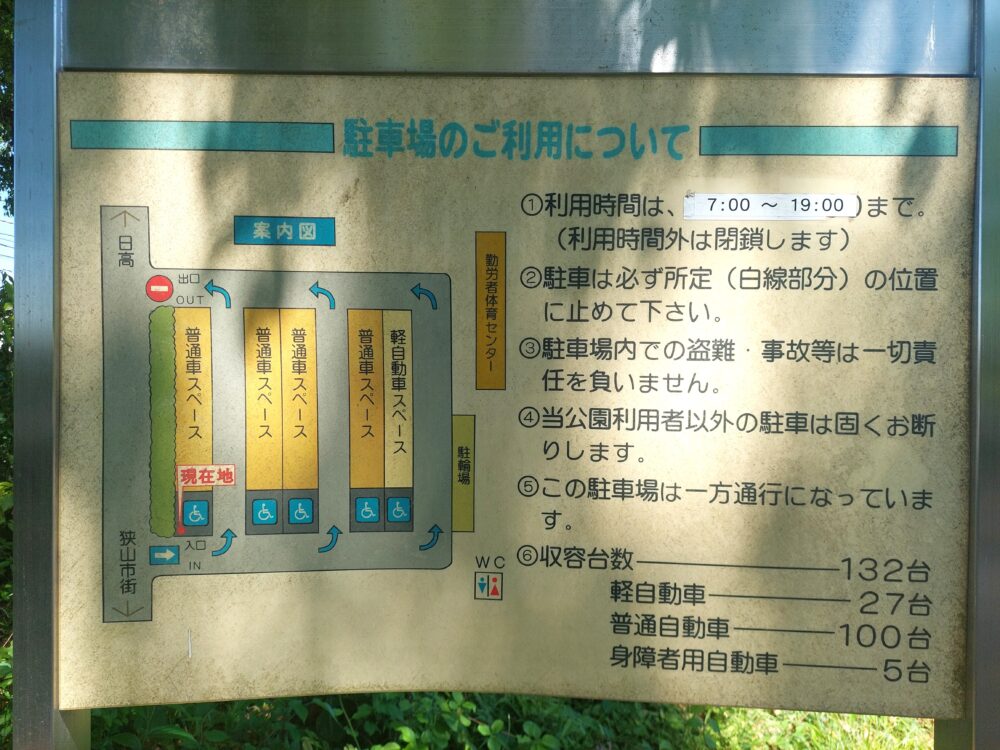 駐車場のご利用について
案内図
日高
出口
OUT
普通車スペース
普通車スペース
普通車スペース
普通車スペース
軽自動車スペース
勤労者体育センター
駐輪場
現在地
狭山市街
入口
IN
WC
①利用時間は、 7:00 ～ 19:00 )まで。
（利用時間外は閉鎖します）
②駐車は必ず所定（白線部分）の位置
に止めて下さい。
③駐車場内での盗難・事故等は一切責
任を負いません。
④当公園利用者以外の駐車は固くお断
りします。
⑤この駐車場は一方通行になっていま
す。
⑥収容台数 132台
軽自動車 27台
普通自動車 100台
身障者用自動車 5台